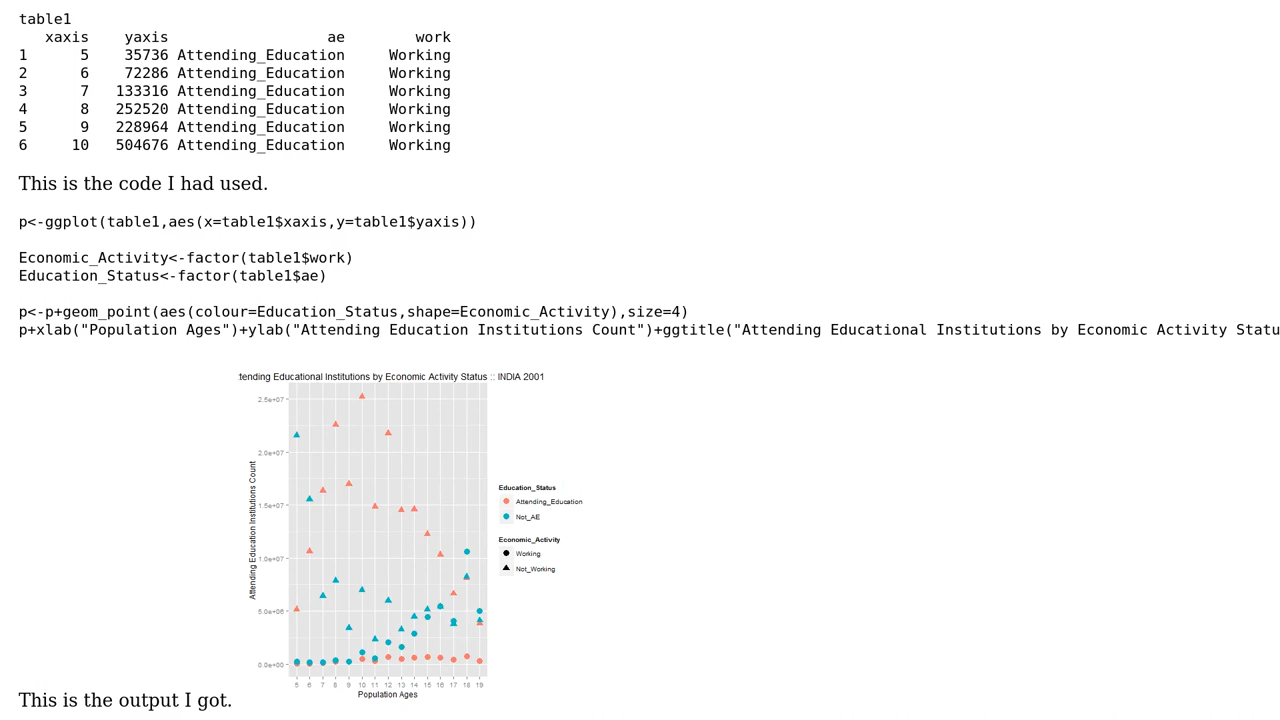 table1
xaxis yaxis ae work
1 5 35736 Attending_Education Working
2 6 72286 Attending_Education Working
3 7 133316 Attending_Education Working
4 8 252520 Attending_Education Working
5 9 228964 Attending_Education Working
6 10 504676 Attending_Education Working
This is the code I had used.
p<-ggplot(table1,aes(x=table1$xaxis,y=table1$yaxis))
Economic_Activity<-factor(table1$work)
Education_Status<-factor(table1$ae)
p<-p+geom_point(aes(colour=Education_Status,shape=Economic_Activity),size=4)
p+xlab("Population Ages")+ylab("Attending Education Institutions Count")+ggtitle("Attending Educational Institutions by Economic Activity Statu
tending Educational Institutions by Economic Activity Status :: INDIA 2001
2.5e+07
2.0e+07
1.5e+07
1.0e+07
5.0e+06
0.0e+00
Attending Education Institutions Count
5 6 7 8 9 10 11 12 13 14 15 16 17 18 19
Population Ages
Education_Status
Attending_Education
Not_AE
Economic_Activity
Working
Not_Working
This is the output I got.